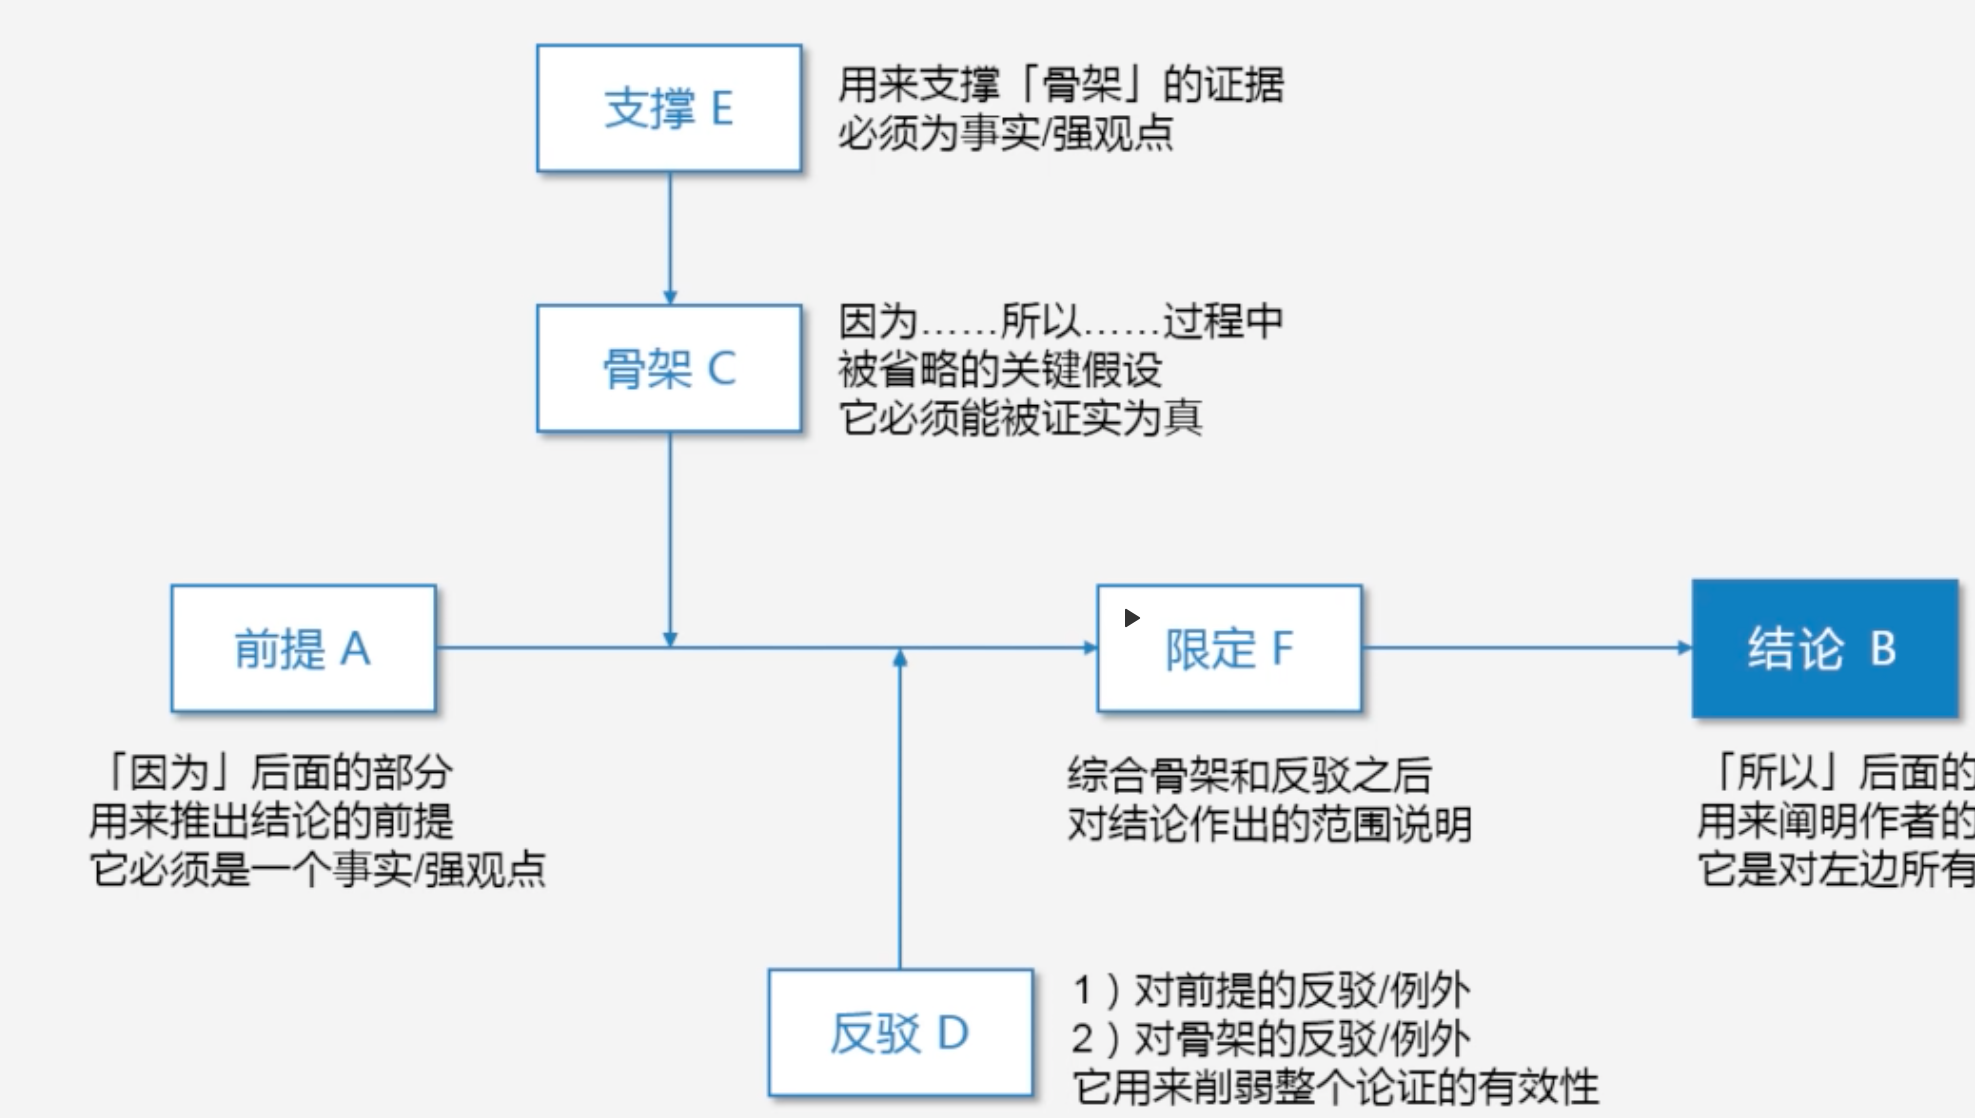 支撑 E
用来支撑「骨架」的证据
必须为事实/强观点
骨架 C
因为……所以……过程中
被省略的关键假设
它必须能被证实为真
前提 A
限定 F
结论 B
「因为」后面的部分
用来推出结论的前提
它必须是一个事实/强观点
综合骨架和反驳之后
对结论作出的范围说明
「所以」后面的
用来阐明作者的
它是对左边所有
反驳 D
1）对前提的反驳/例外
2）对骨架的反驳/例外
它用来削弱整个论证的有效性